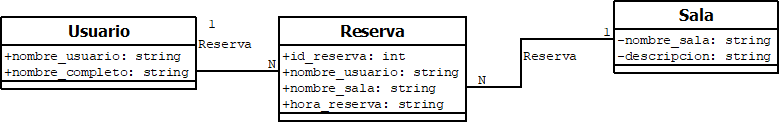 Usuario
+nombre_usuario: string
+nombre_completo: string
1
Reserva
N
Reserva
+id_reserva: int
+nombre_usuario: string
+nombre_sala: string
+hora_reserva: string
N
Reserva
1
Sala
-nombre_sala: string
-descripcion: string